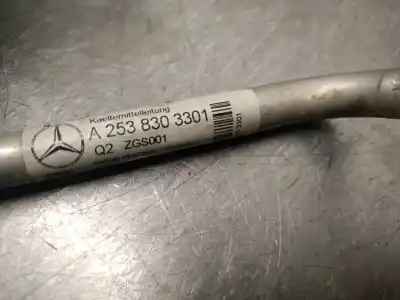 Kaeltemittelleitung
A 253 830 3301
Q2 ZGS001